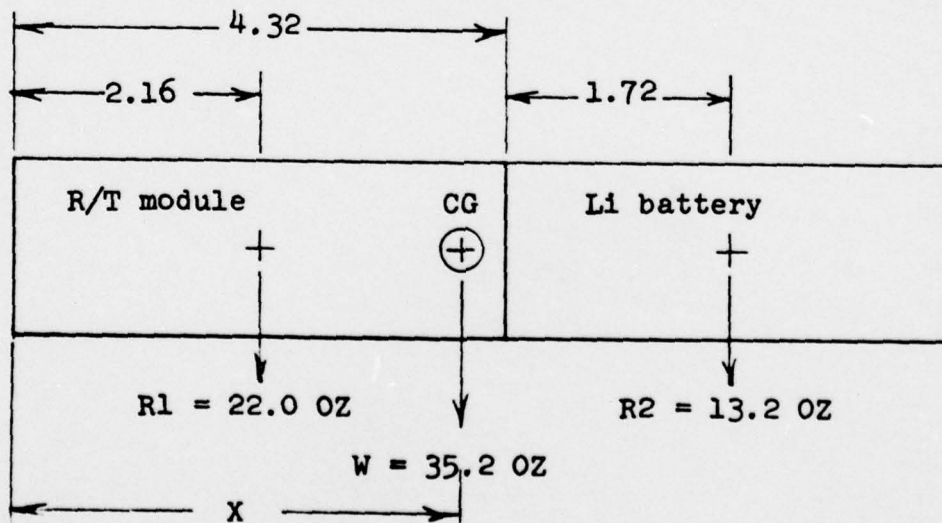 4.32
2.16
1.72
R/T module
CG
Li battery
R1 = 22.0 OZ
R2 = 13.2 OZ
W = 35.2 OZ
X